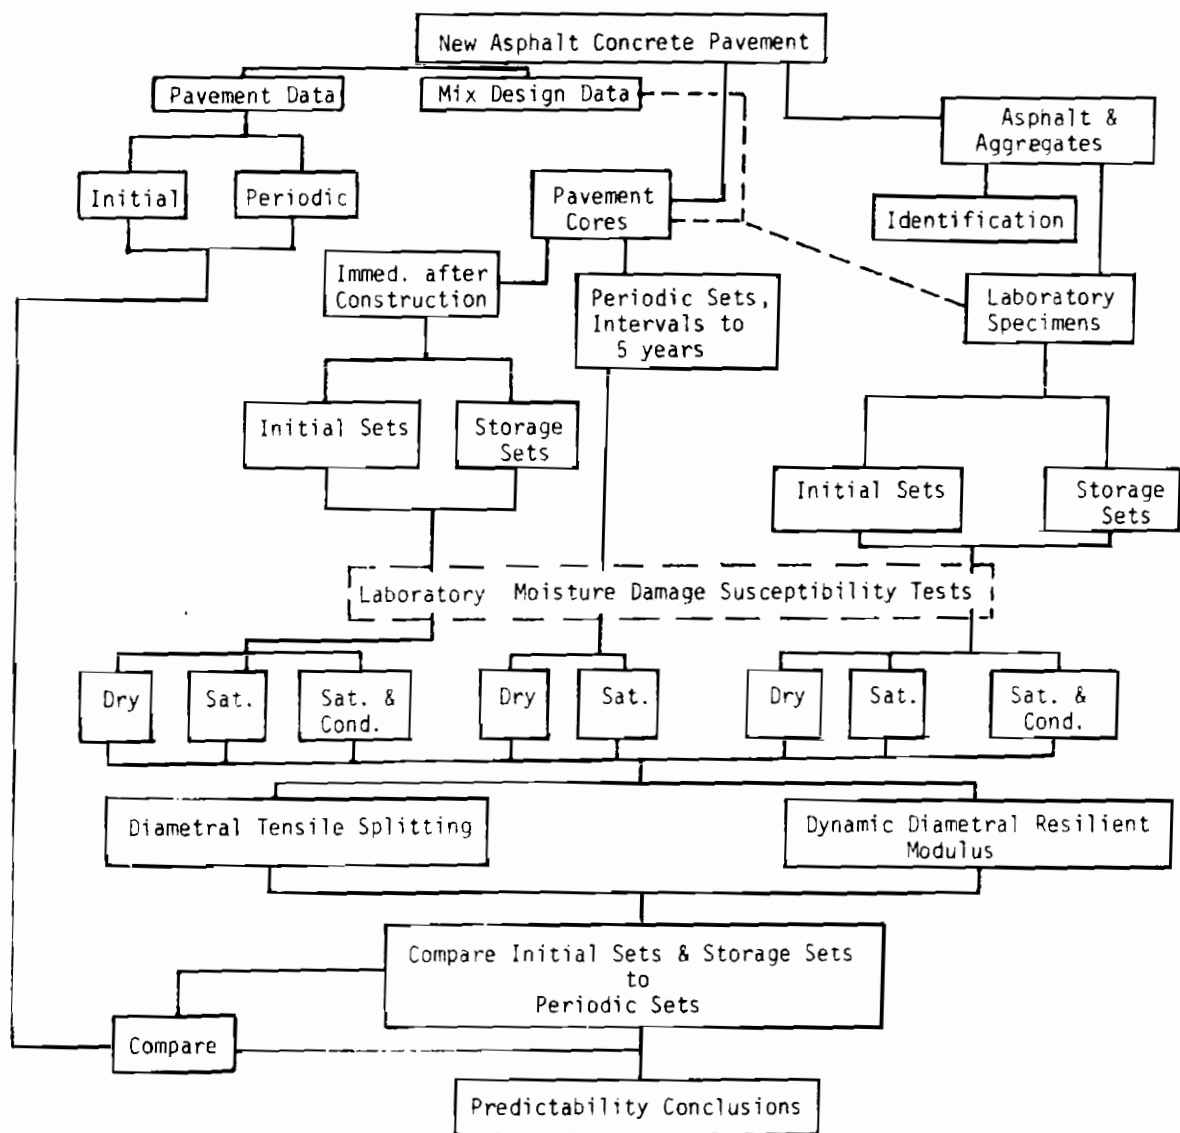 New Asphalt Concrete Pavement
Pavement Data
Mix Design Data
Asphalt &
Aggregates
Initial
Periodic
Pavement
Cores
Identification
Immed. after
Construction
Periodic Sets,
Intervals to
5 years
Laboratory
Specimens
Initial Sets
Storage
Sets
Initial Sets
Storage
Sets
Laboratory Moisture Damage Susceptibility Tests
Dry
Sat.
Sat. &
Cond.
Dry
Sat.
Dry
Sat.
Sat. &
Cond.
Diametral Tensile Splitting
Dynamic Diametral Resilient
Modulus
Compare Initial Sets & Storage Sets
to
Periodic Sets
Compare
Predictability Conclusions